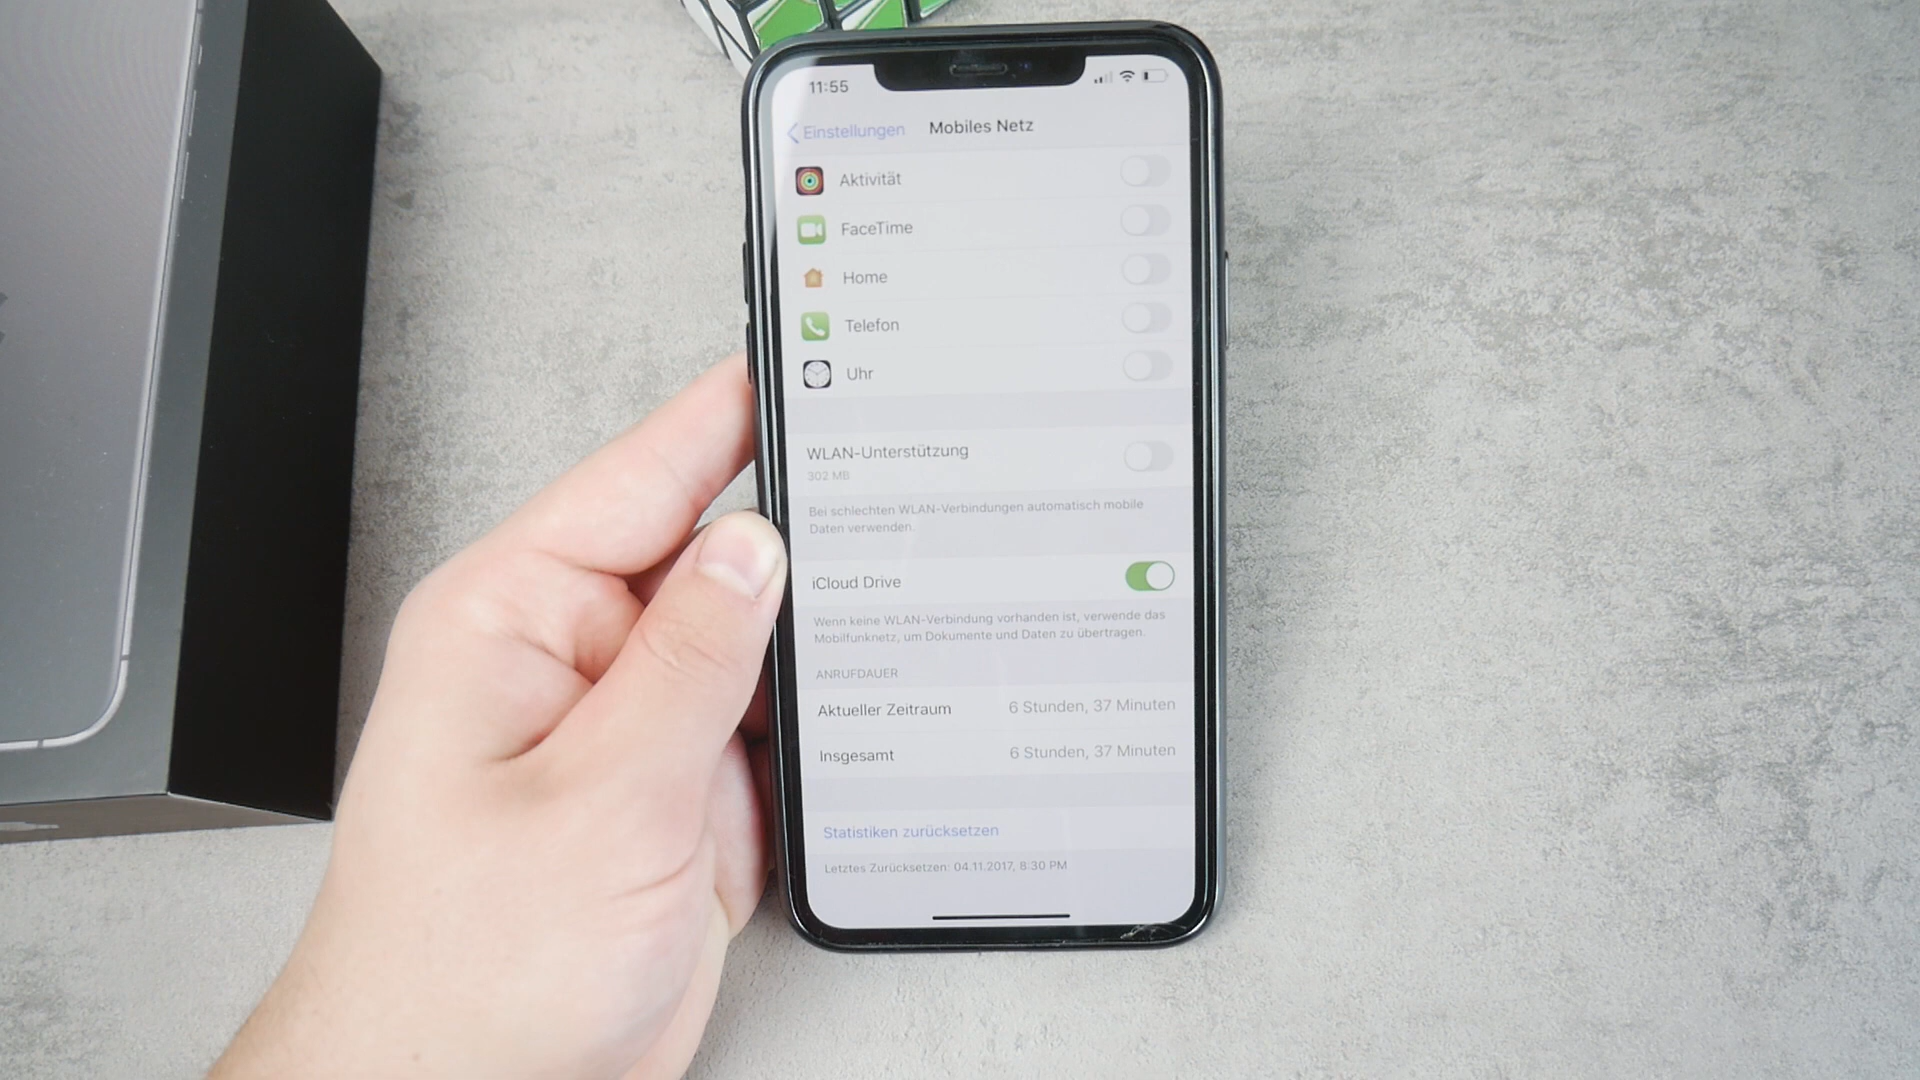 11:55
Einstellungen Mobiles Netz
Aktivität
FaceTime
Home
Telefon
Uhr
WLAN-Unterstützung
302 MB
Bei schlechten WLAN-Verbindungen automatisch mobile
Daten verwenden.
iCloud Drive
Wenn keine WLAN-Verbindung vorhanden ist, verwende das
Mobilfunknetz, um Dokumente und Daten zu übertragen.
ANRUFDAUER
Aktueller Zeitraum 6 Stunden, 37 Minuten
Insgesamt 6 Stunden, 37 Minuten
Statistiken zurücksetzen
Letztes Zurücksetzen: 04.11.2017, 8:30 PM